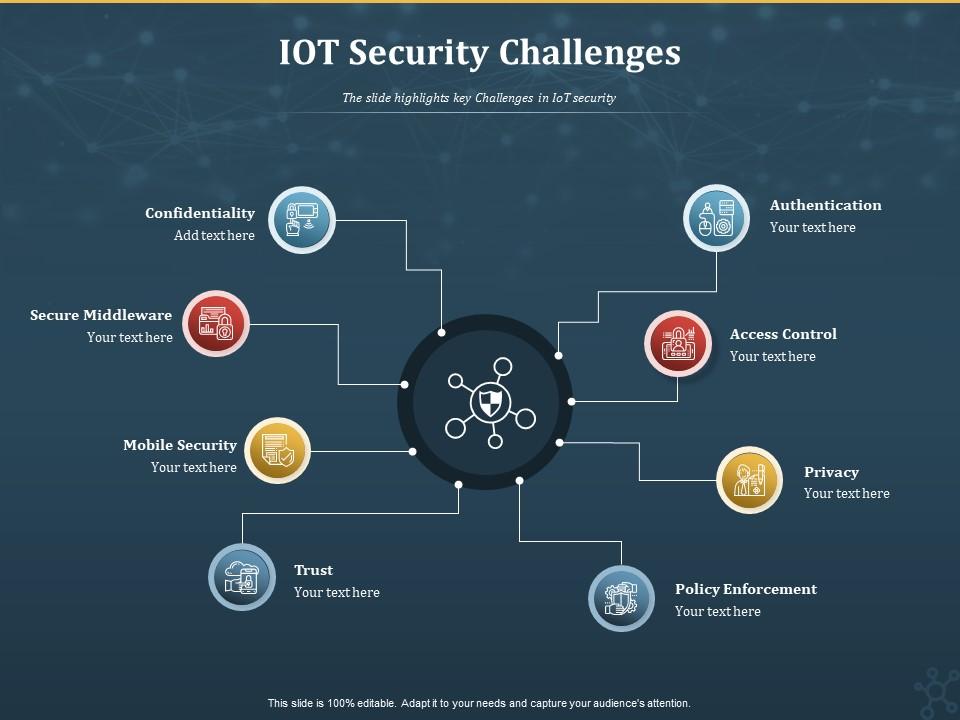 IOT Security Challenges
The slide highlights key Challenges in IoT security
Confidentiality
Add text here
Authentication
Your text here
Secure Middleware
Your text here
Access Control
Your text here
Mobile Security
Your text here
Privacy
Your text here
Trust
Your text here
Policy Enforcement
Your text here
This slide is 100% editable. Adapt it to your needs and capture your audience's attention.